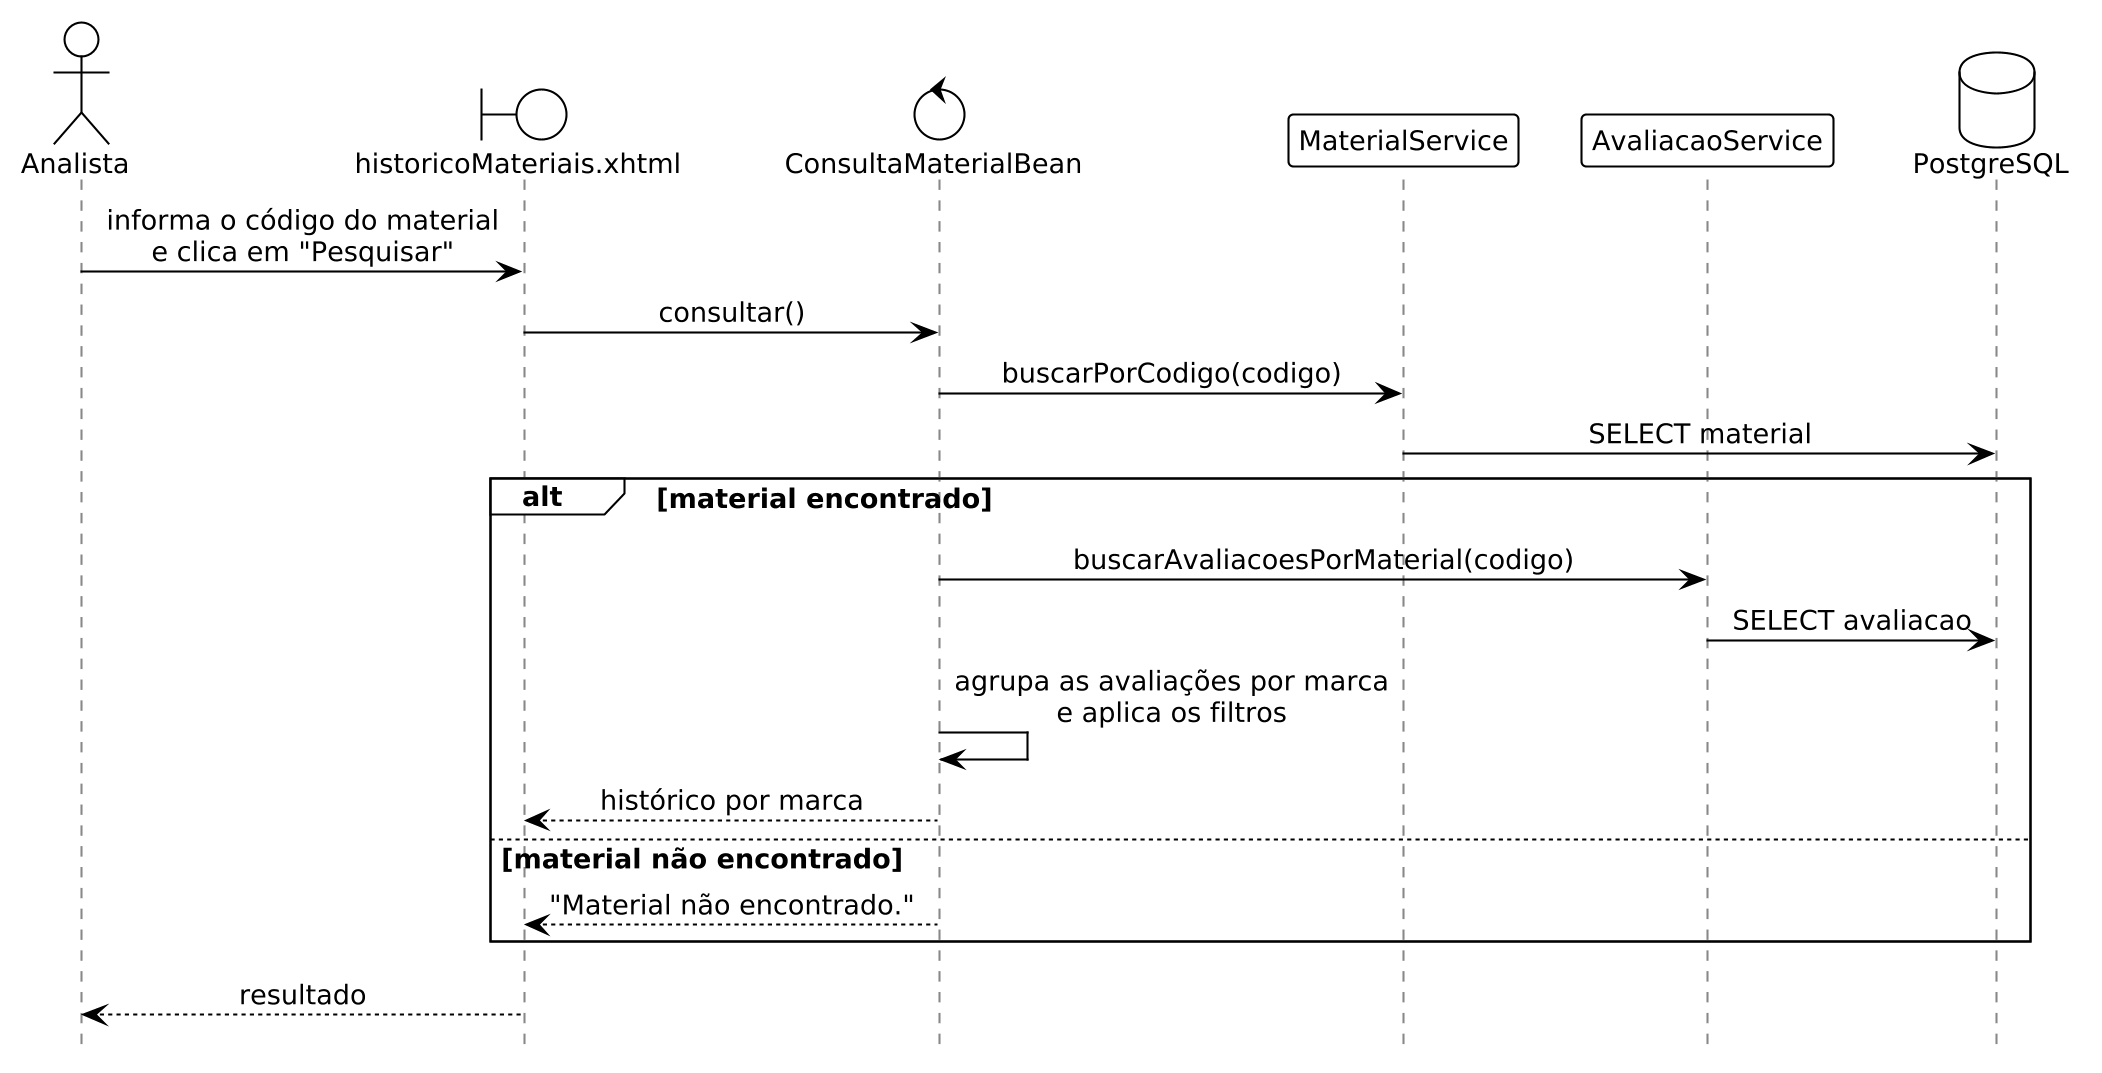 Analista
historicoMateriais.xhtml
ConsultaMaterialBean
MaterialService
AvaliacaoService
PostgreSQL
informa o código do material
e clica em "Pesquisar"
consultar()
buscarPorCodigo(codigo)
SELECT material
alt
[material encontrado]
buscarAvaliacoesPorMaterial(codigo)
SELECT avaliacao
agrupa as avaliações por marca
e aplica os filtros
histórico por marca
[material não encontrado]
"Material não encontrado."
resultado